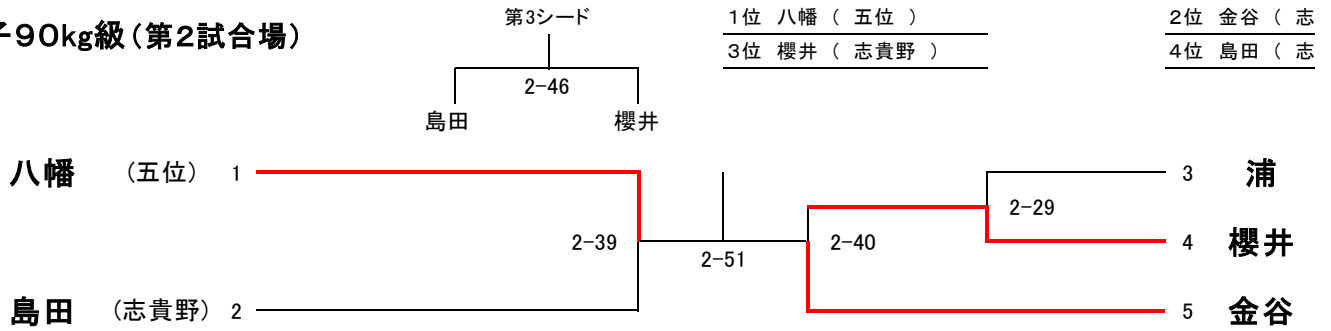 第3シード
1位 八幡 ( 五位 )
2位 金谷 ( 志
子90kg級(第2試合場)
3位 櫻井 ( 志貴野 )
4位 島田 ( 志
2-46
島田 櫻井
八幡 (五位) 1
3 浦
2-29
2-39
2-40
4 櫻井
2-51
島田 (志貴野) 2
5 金谷